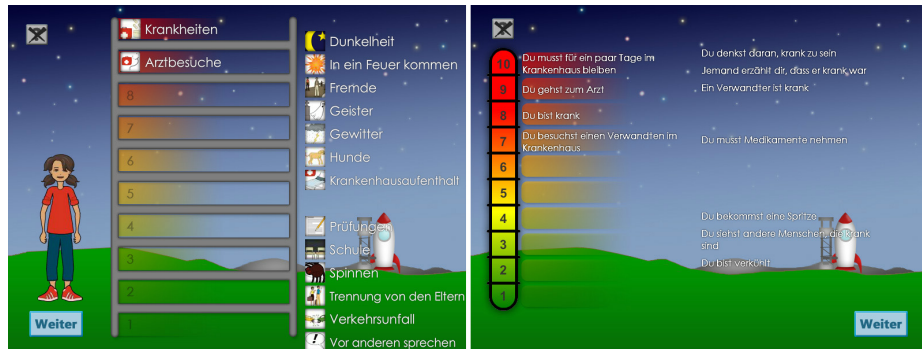 Krankheiten
Arztbesuche
8
7
6
5
4
3
2
1
Dunkelheit
In ein Feuer kommen
Fremde
Geister
Gewitter
Hunde
Krankenhausaufenthalt
Prüfungen
Schule
Spinnen
Trennung von den Eltern
Verkehrsunfall
Vor anderen sprechen
Weiter
10
Du musst für ein paar Tage im
Krankenhaus bleiben
9
Du gehst zum Arzt
8
Du bist krank
7
Du besuchst einen Verwandten im
Krankenhaus
6
5
4
3
2
1
Du denkst daran, krank zu sein
Jemand erzählt dir, dass er krank war
Ein Verwandter ist krank
Du musst Medikamente nehmen
Du bekommst eine Spritze
Du siehst andere Menschen, die krank
sind
Du bist verkühlt
Weiter